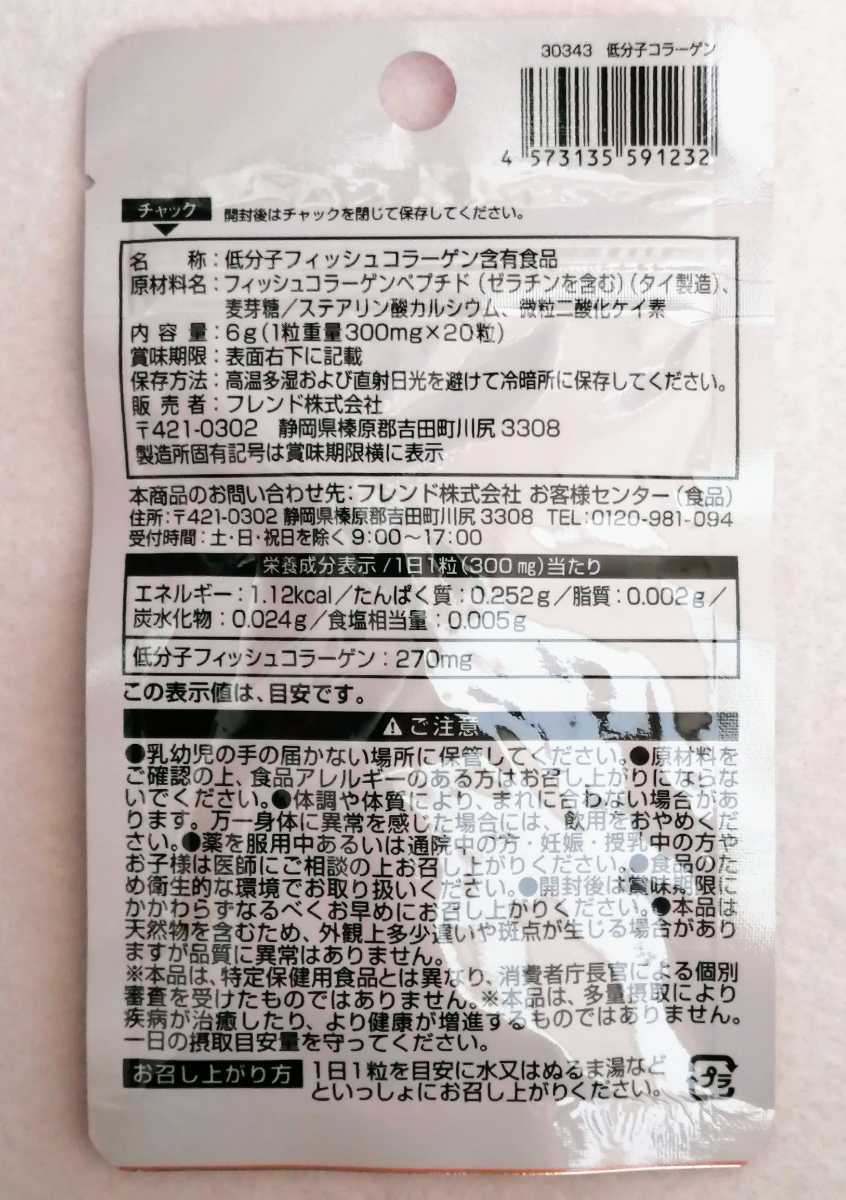 30343 低分子コラーゲン
4 573135 591232
チャック 開封後はチャックを閉じて保存してください。
名　　称：低分子フィッシュコラーゲン含有食品
原材料名：フィッシュコラーゲンペプチド（ゼラチンを含む）（タイ製造）、
麦芽糖／ステアリン酸カルシウム、微粒二酸化ケイ素
内 容 量：6g（1粒重量300mg×20粒）
賞味期限：表面右下に記載
保存方法：高温多湿および直射日光を避けて冷暗所に保存してください。
販 売 者：フレンド株式会社
〒421-0302　静岡県榛原郡吉田町川尻3308
製造所固有記号は賞味期限横に表示
本商品のお問い合わせ先：フレンド株式会社 お客様センター（食品）
住所：〒421-0302 静岡県榛原郡吉田町川尻3308 TEL：0120-981-094
受付時間：土・日・祝日を除く 9：00～17：00
栄養成分表示／1日1粒（300㎎）当たり
エネルギー：1.12kcal／たんぱく質：0.252g／脂質：0.002g／
炭水化物：0.024g／食塩相当量：0.005g
低分子フィッシュコラーゲン：270mg
この表示値は、目安です。
⚠ご注意
●乳幼児の手の届かない場所に保管してください。●原材料を
ご確認の上、食品アレルギーのある方はお召し上がりにならな
いでください。●体調や体質により、まれに合わない場合があ
ります。万一身体に異常を感じた場合には、飲用をおやめくだ
さい。●薬を服用中あるいは通院中の方・妊娠・授乳中の方や
お子様は医師にご相談の上お召し上がりください。●食品のた
め衛生的な環境でお取り扱いください。●開封後は賞味期限に
かかわらずなるべくお早めにお召し上がりください。●本品は
天然物を含むため、外観上多少違いや斑点が生じる場合があり
ますが品質に異常はありません。
※本品は、特定保健用食品とは異なり、消費者庁長官による個別
審査を受けたものではありません。※本品は、多量摂取により
疾病が治癒したり、より健康が増進するものではありません。
一日の摂取目安量を守ってください。
お召し上がり方 1日1粒を目安に水又はぬるま湯など
といっしょにお召し上がりください。
プラ